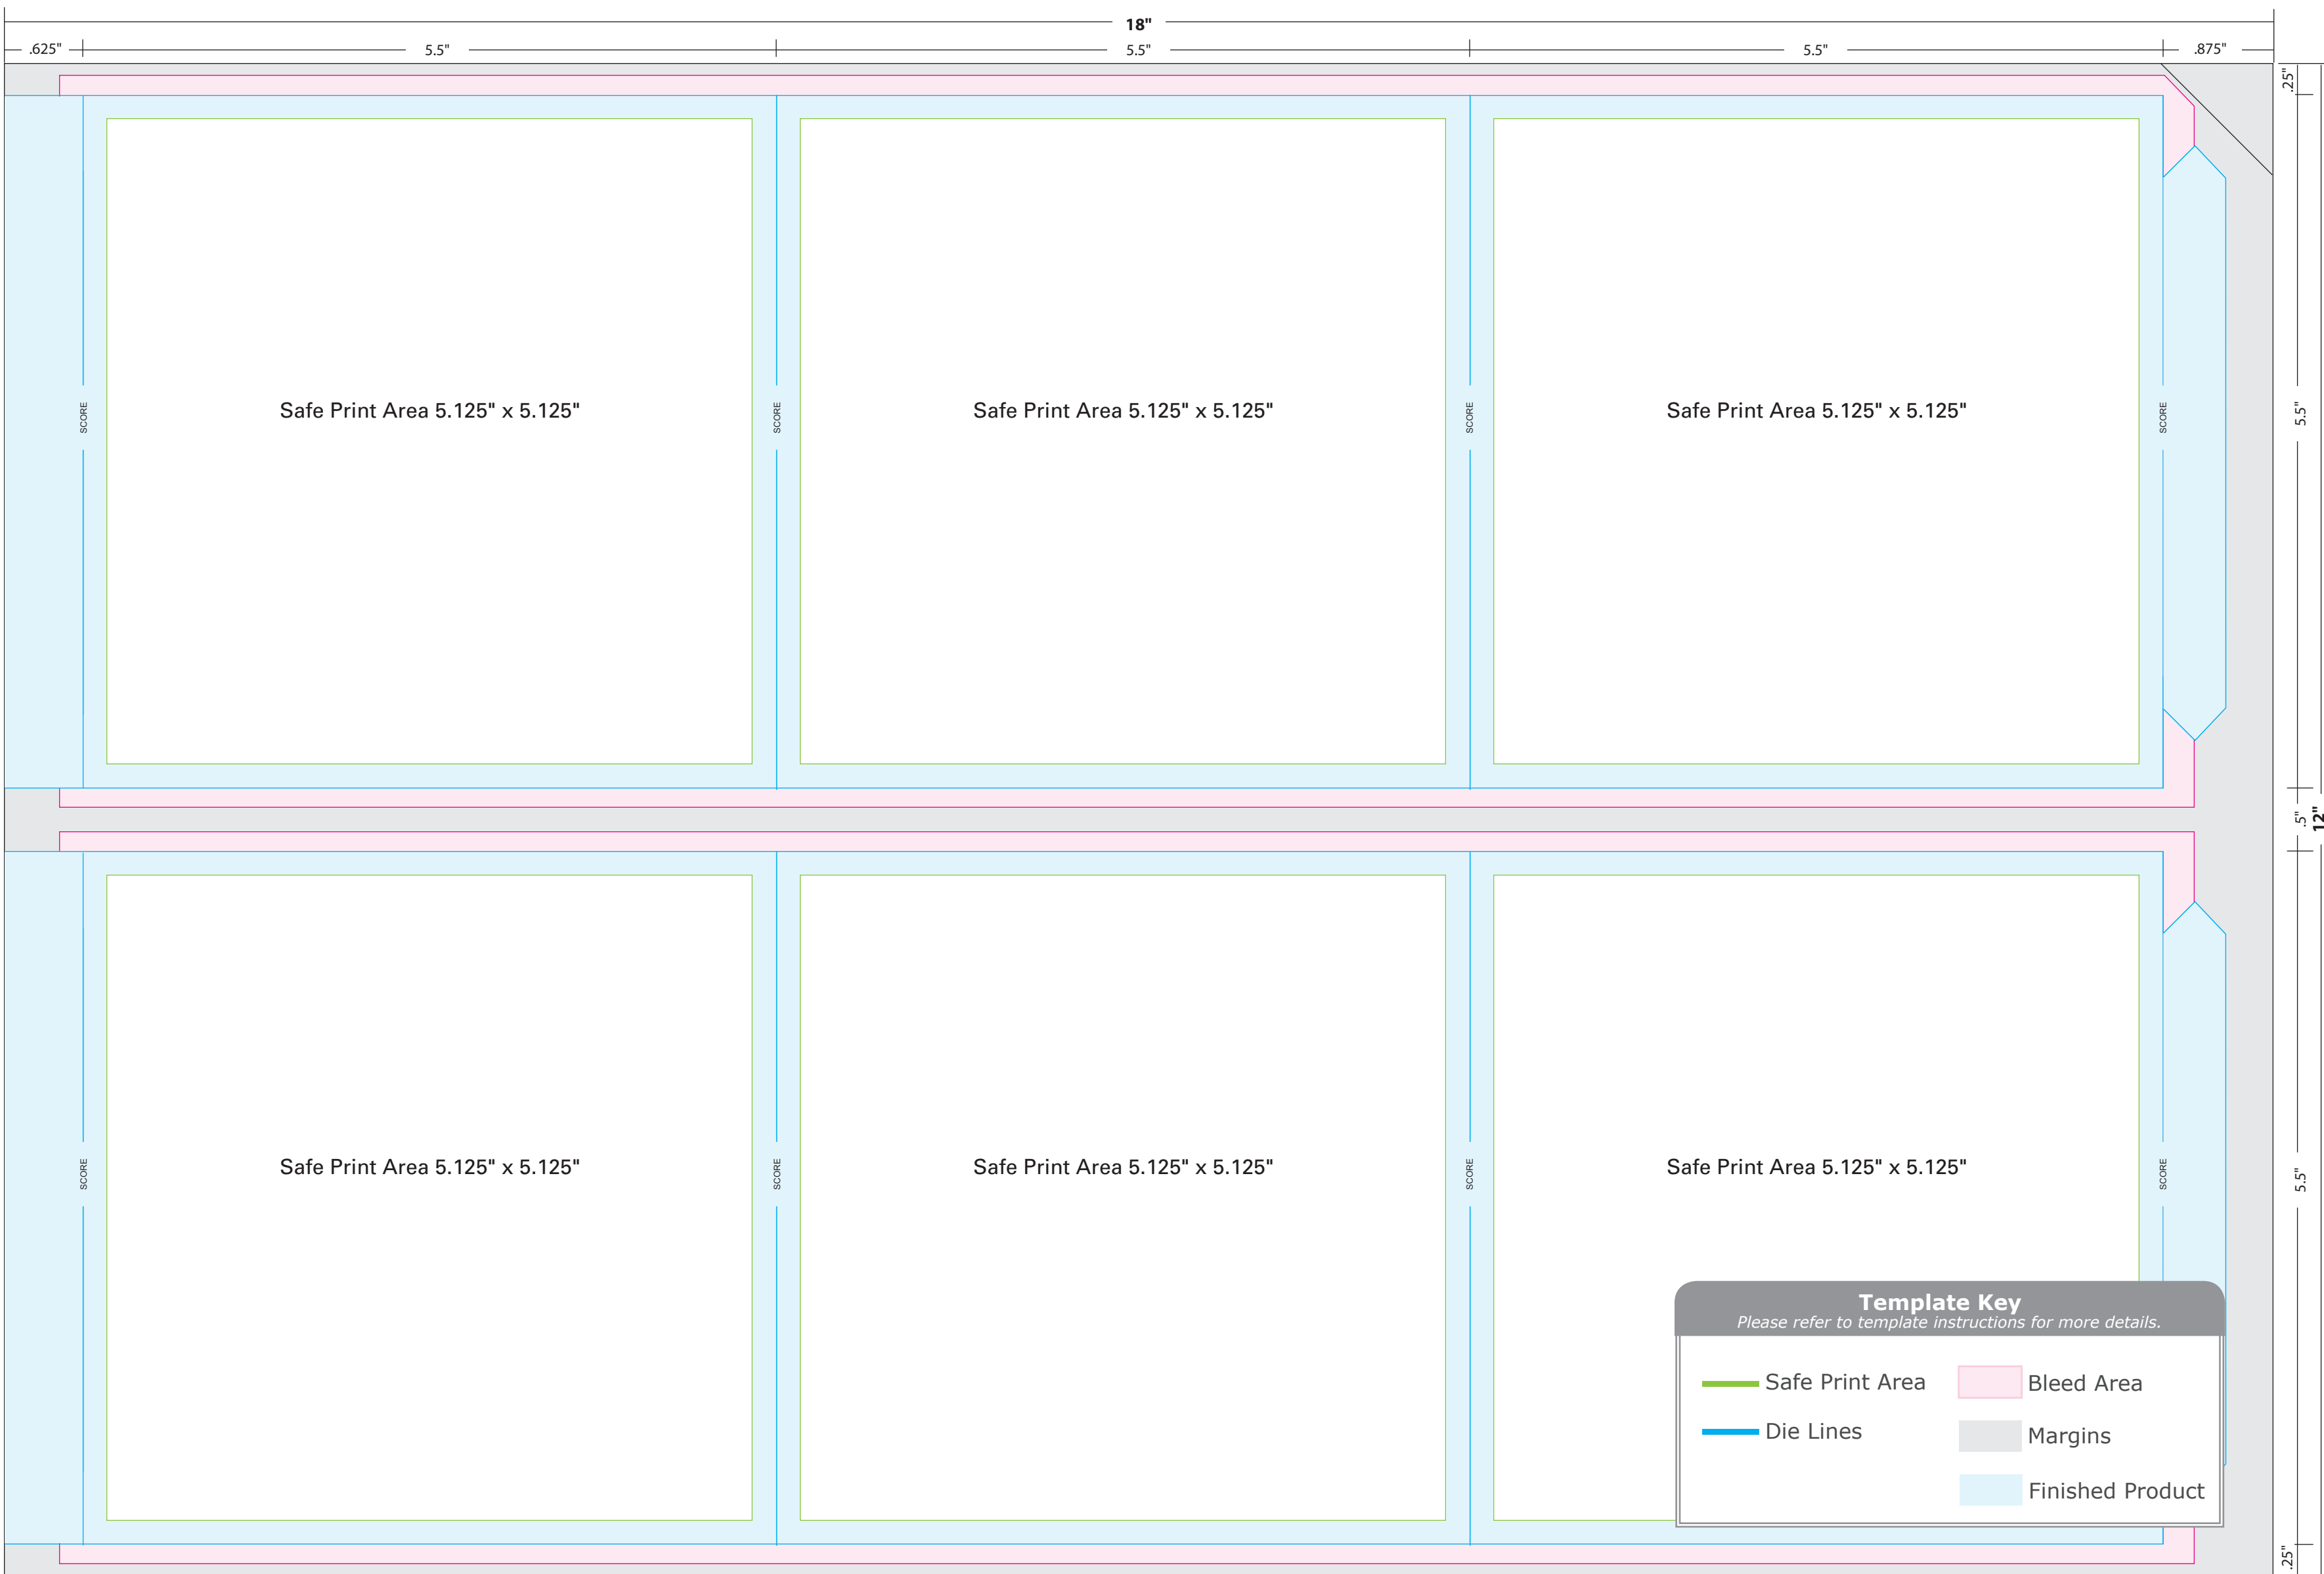 18"
.625" 5.5" 5.5" 5.5" .875"
.25"
Safe Print Area 5.125" x 5.125" Safe Print Area 5.125" x 5.125" Safe Print Area 5.125" x 5.125"
SCORE SCORE SCORE SCORE
5.5"
.5"
12"
Safe Print Area 5.125" x 5.125" Safe Print Area 5.125" x 5.125" Safe Print Area 5.125" x 5.125"
SCORE SCORE SCORE SCORE
5.5"
Template Key
Please refer to template instructions for more details.
Safe Print Area Bleed Area
Die Lines Margins
Finished Product
.25"